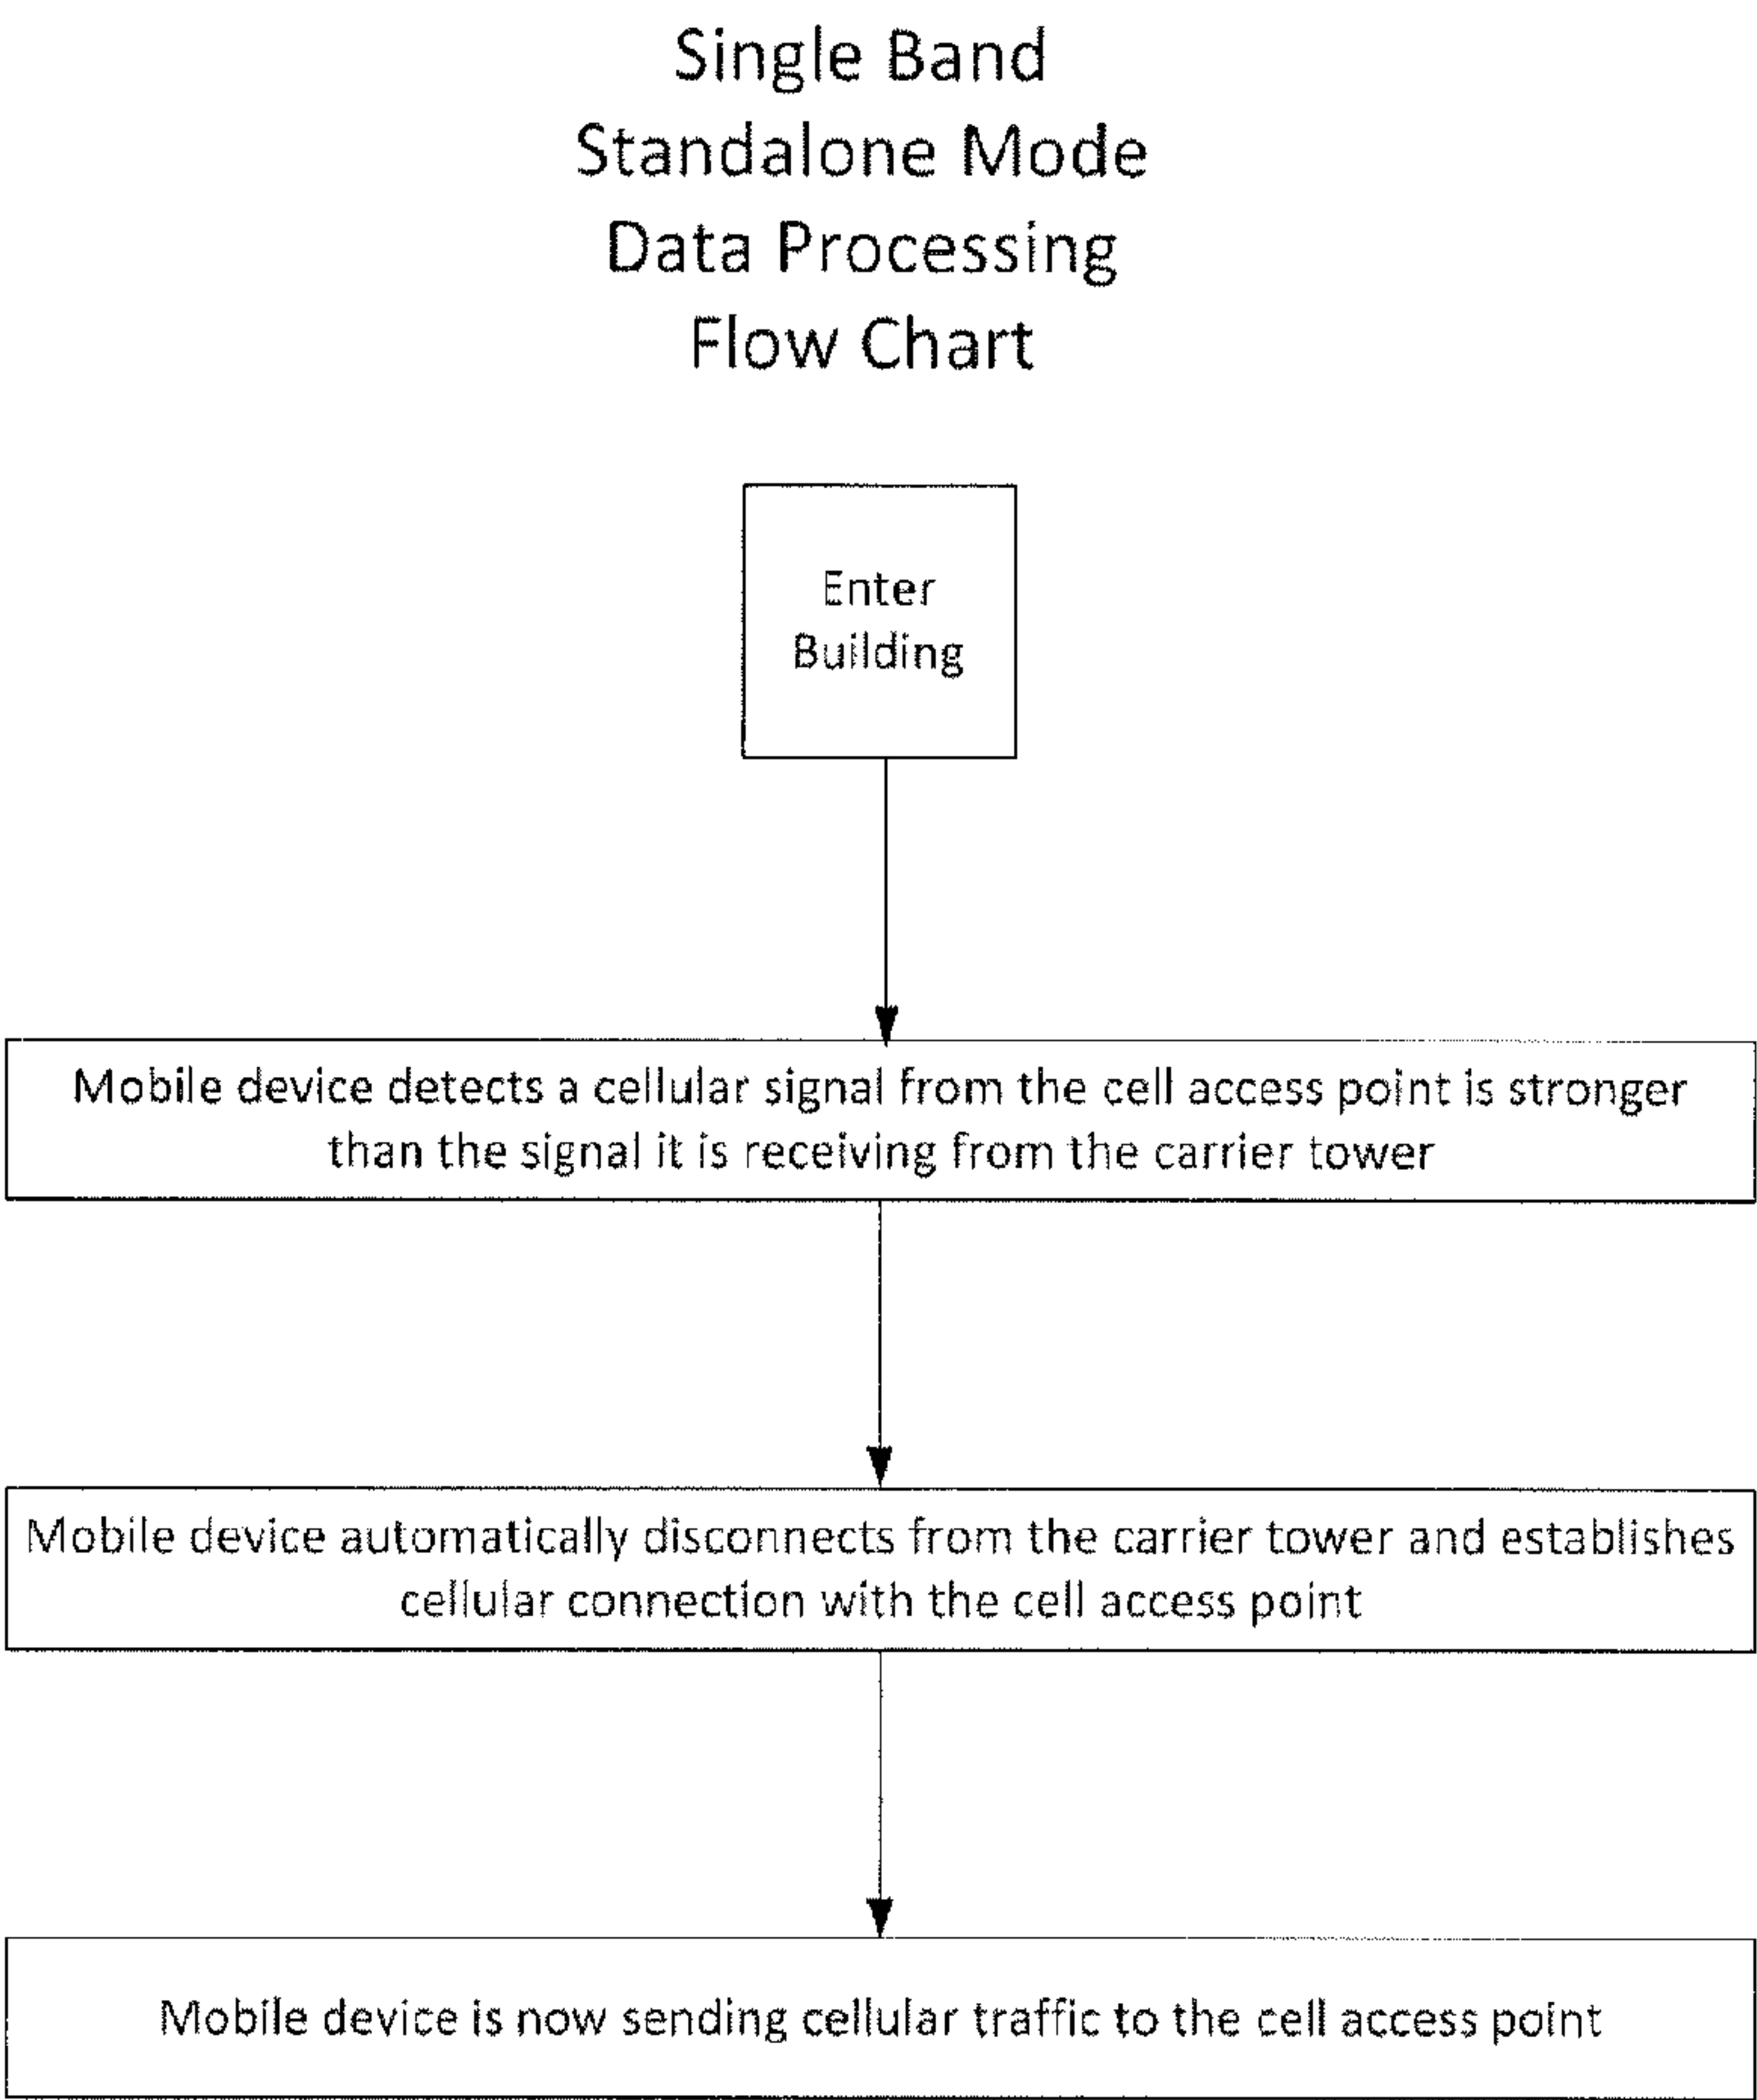 Single Band
Standalone Mode
Data Processing
Flow Chart
Enter
Building
Mobile device detects a cellular signal from the cell access point is stronger
than the signal it is receiving from the carrier tower
Mobile device automatically disconnects from the carrier tower and establishes
cellular connection with the cell access point
Mobile device is now sending cellular traffic to the cell access point